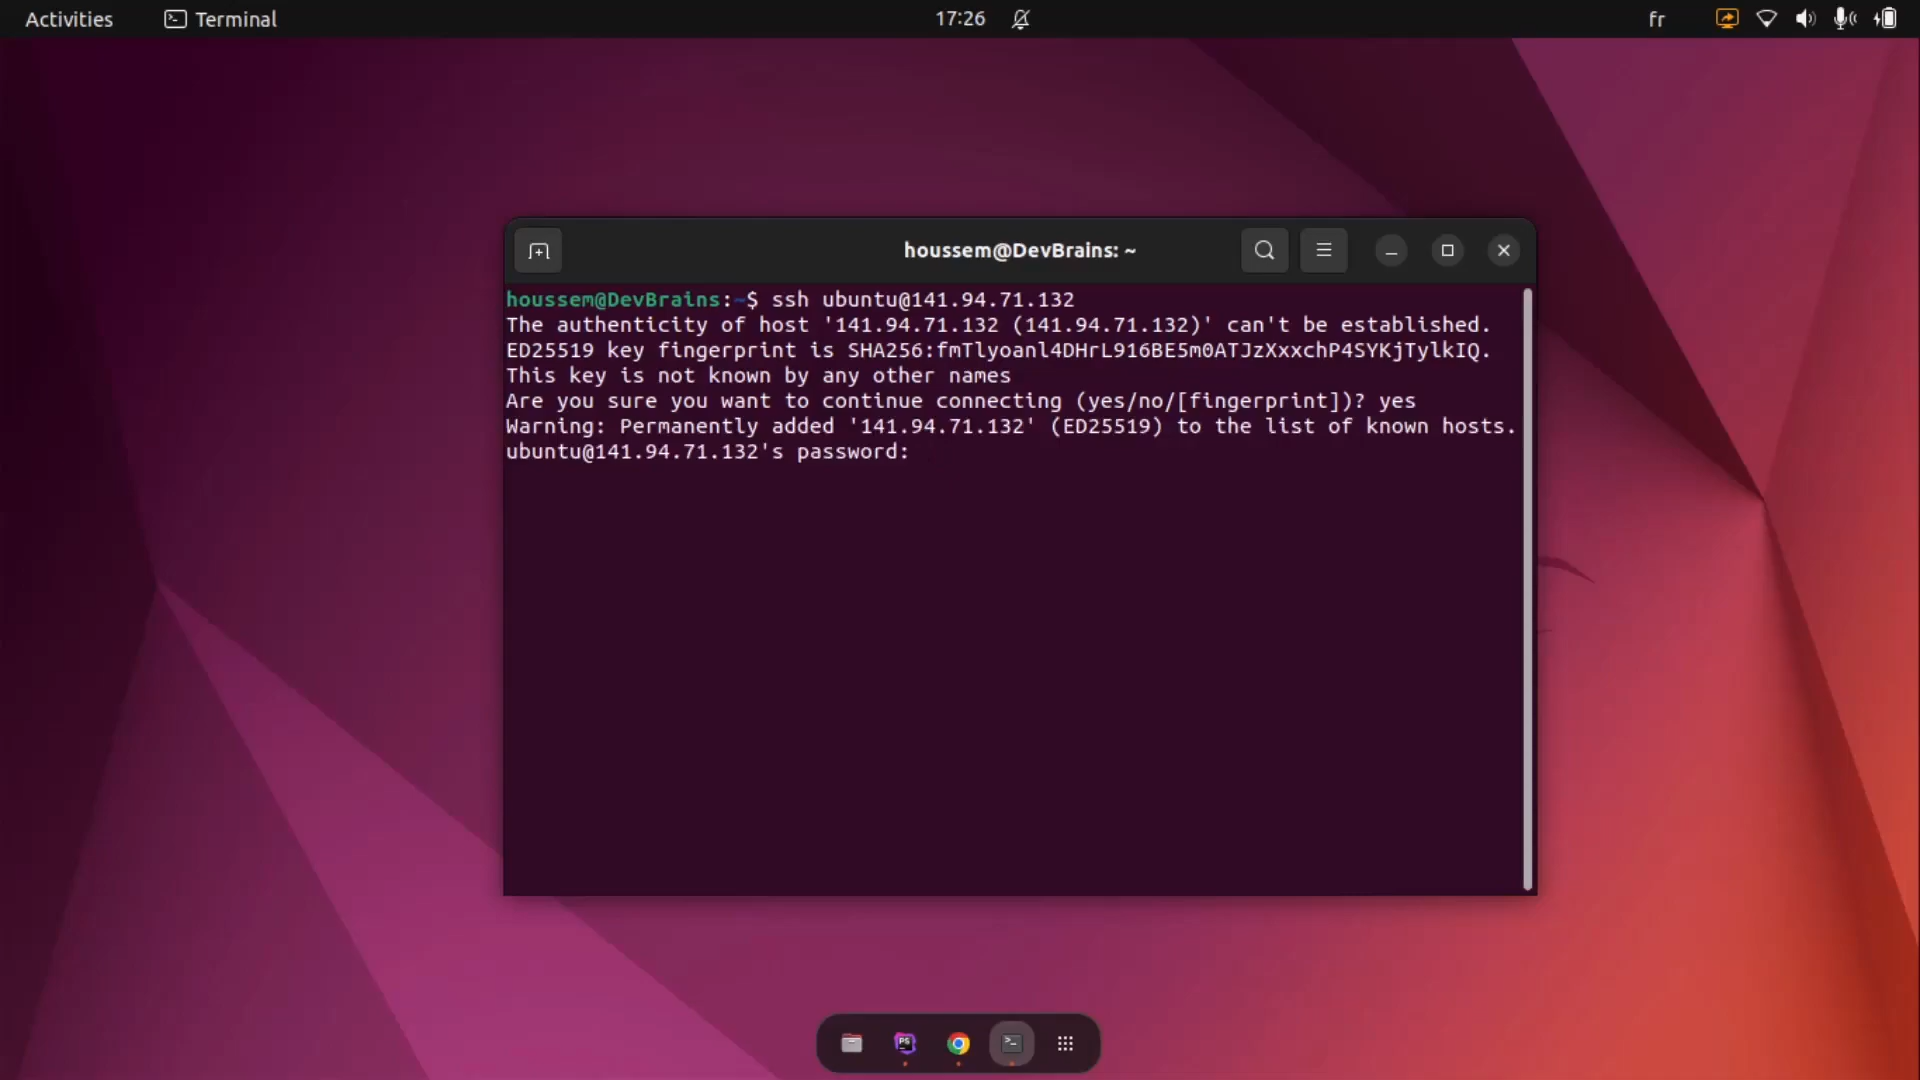 Activities
Terminal
17:26
fr
houssem@DevBrains: ~
houssem@DevBrains:~$ ssh ubuntu@141.94.71.132
The authenticity of host '141.94.71.132 (141.94.71.132)' can't be established.
ED25519 key fingerprint is SHA256:fmTlyoanl4DHrL916BE5m0ATJzXxxchP4SYKjTylkIQ.
This key is not known by any other names
Are you sure you want to continue connecting (yes/no/[fingerprint])? yes
Warning: Permanently added '141.94.71.132' (ED25519) to the list of known hosts.
ubuntu@141.94.71.132's password:
PS